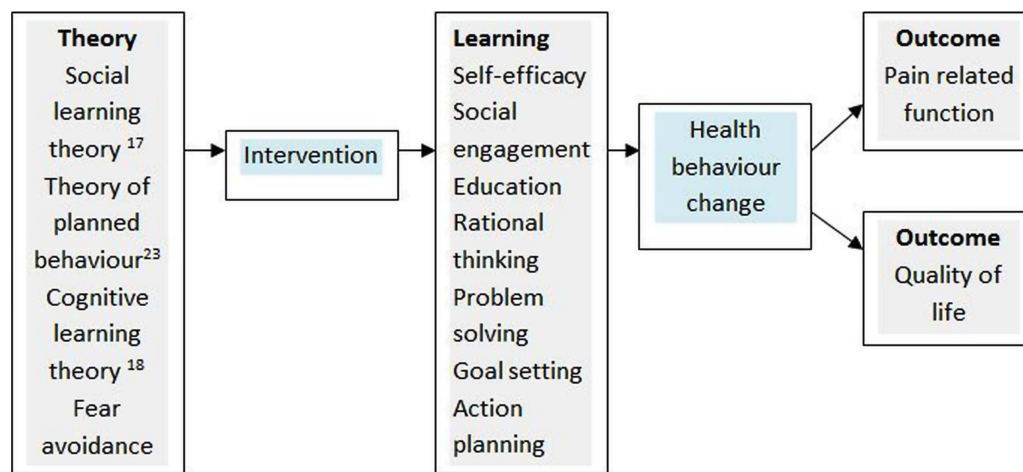 Theory
Social
learning
theory 17
Theory of
planned
behaviour23
Cognitive
learning
theory 18
Fear
avoidance
Intervention
Learning
Self-efficacy
Social
engagement
Education
Rational
thinking
Problem
solving
Goal setting
Action
planning
Health
behaviour
change
Outcome
Pain related
function
Outcome
Quality of
life